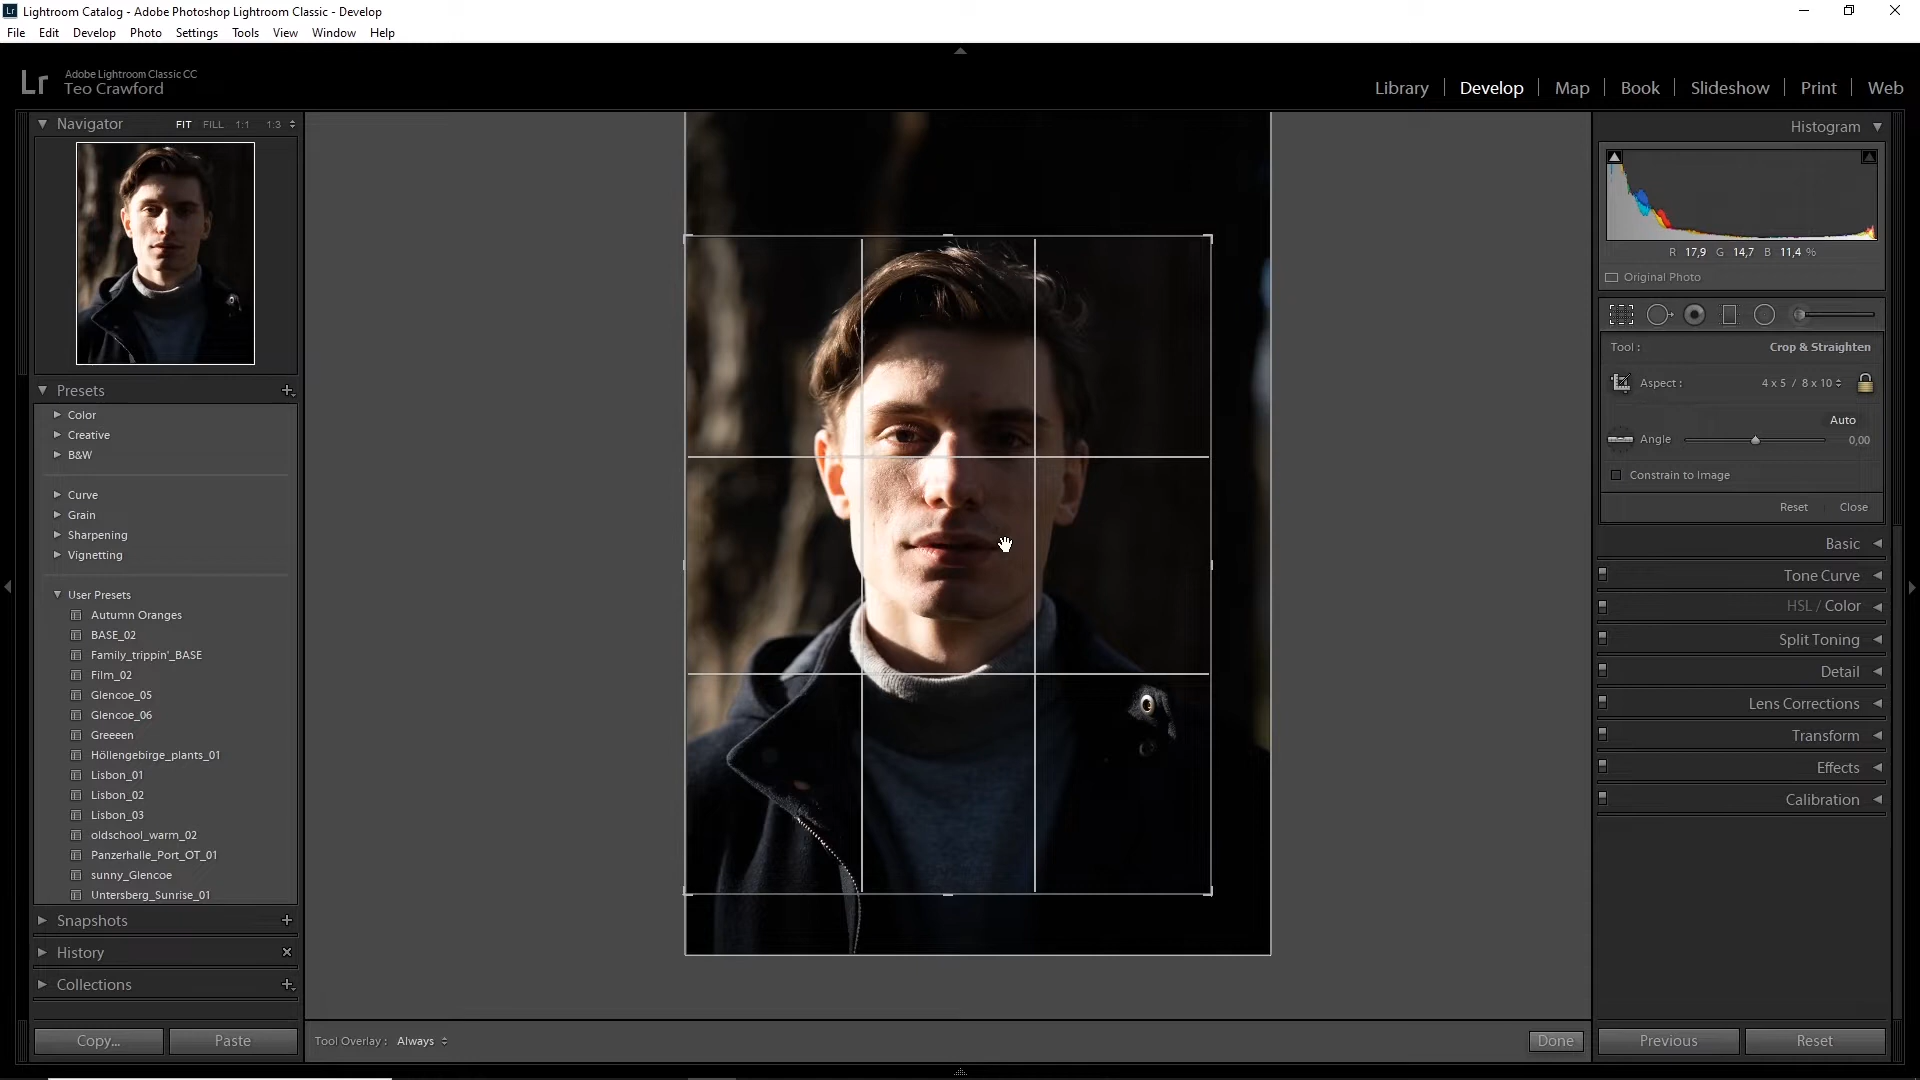 Lr Lightroom Catalog - Adobe Photoshop Lightroom Classic - Develop
File Edit Develop Photo Settings Tools View Window Help
Lr Adobe Lightroom Classic CC
Teo Crawford
Library Develop Map Book Slideshow Print Web
Navigator FIT FILL 1:1 1:3
Presets
Color
Creative
B&W
Curve
Grain
Sharpening
Vignetting
User Presets
Autumn Oranges
BASE_02
Family_trippin'_BASE
Film_02
Glencoe_05
Glencoe_06
Greeeen
Höllengebirge_plants_01
Lisbon_01
Lisbon_02
Lisbon_03
oldschool_warm_02
Panzerhalle_Port_OT_01
sunny_Glencoe
Untersberg_Sunrise_01
Snapshots
History
Collections
Copy... Paste
Tool Overlay : Always
Done
Histogram
R 17,9 G 14,7 B 11,4 %
Original Photo
Tool : Crop & Straighten
Aspect : 4 x 5 / 8 x 10
Auto
Angle 0,00
Constrain to Image
Reset Close
Basic
Tone Curve
HSL / Color
Split Toning
Detail
Lens Corrections
Transform
Effects
Calibration
Previous Reset